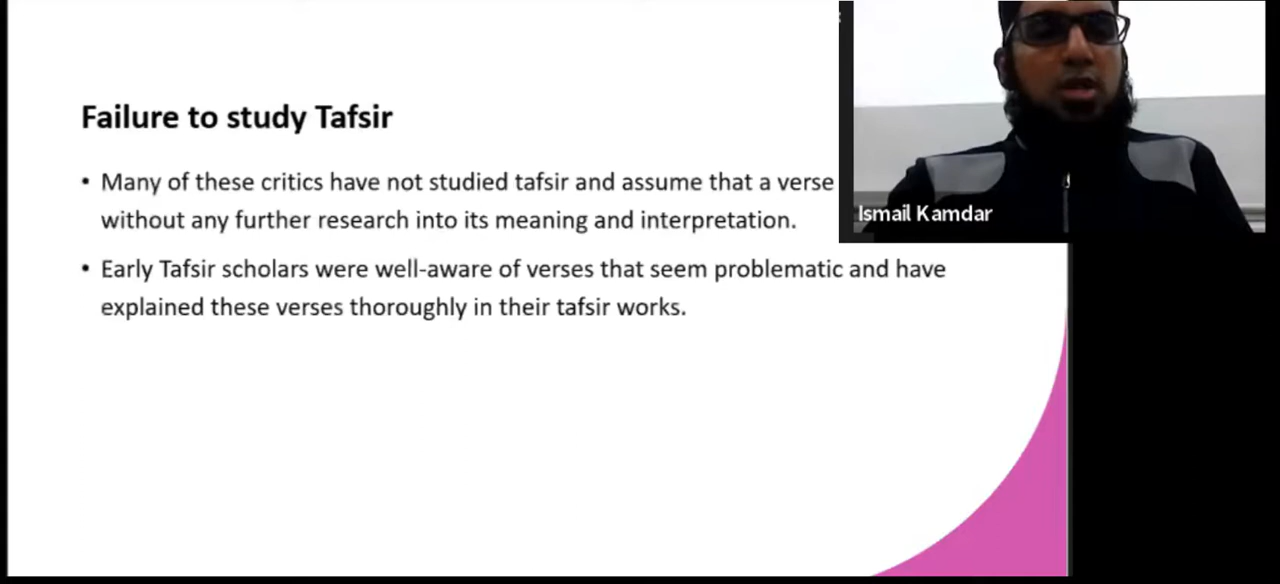 Failure to study Tafsir
• Many of these critics have not studied tafsir and assume that a verse
without any further research into its meaning and interpretation.
• Early Tafsir scholars were well-aware of verses that seem problematic and have
explained these verses thoroughly in their tafsir works.
Ismail Kamdar